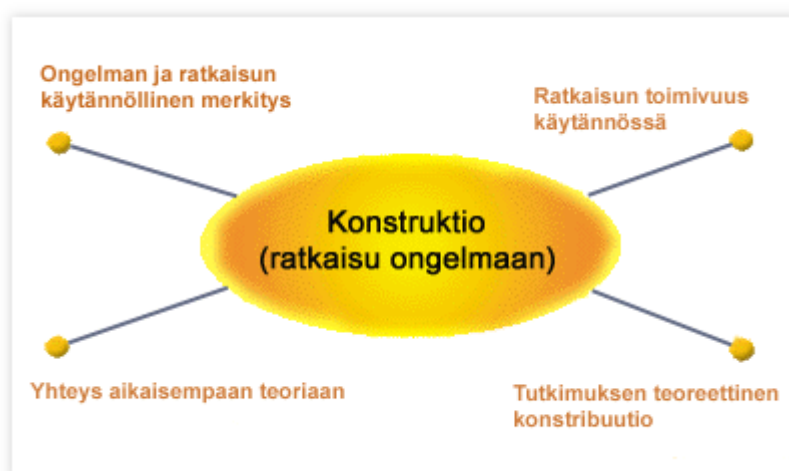 Ongelman ja ratkaisun
käytännöllinen merkitys
Ratkaisun toimivuus
käytännössä
Konstruktio
(ratkaisu ongelmaan)
Yhteys aikaisempaan teoriaan
Tutkimuksen teoreettinen
konstribuutio